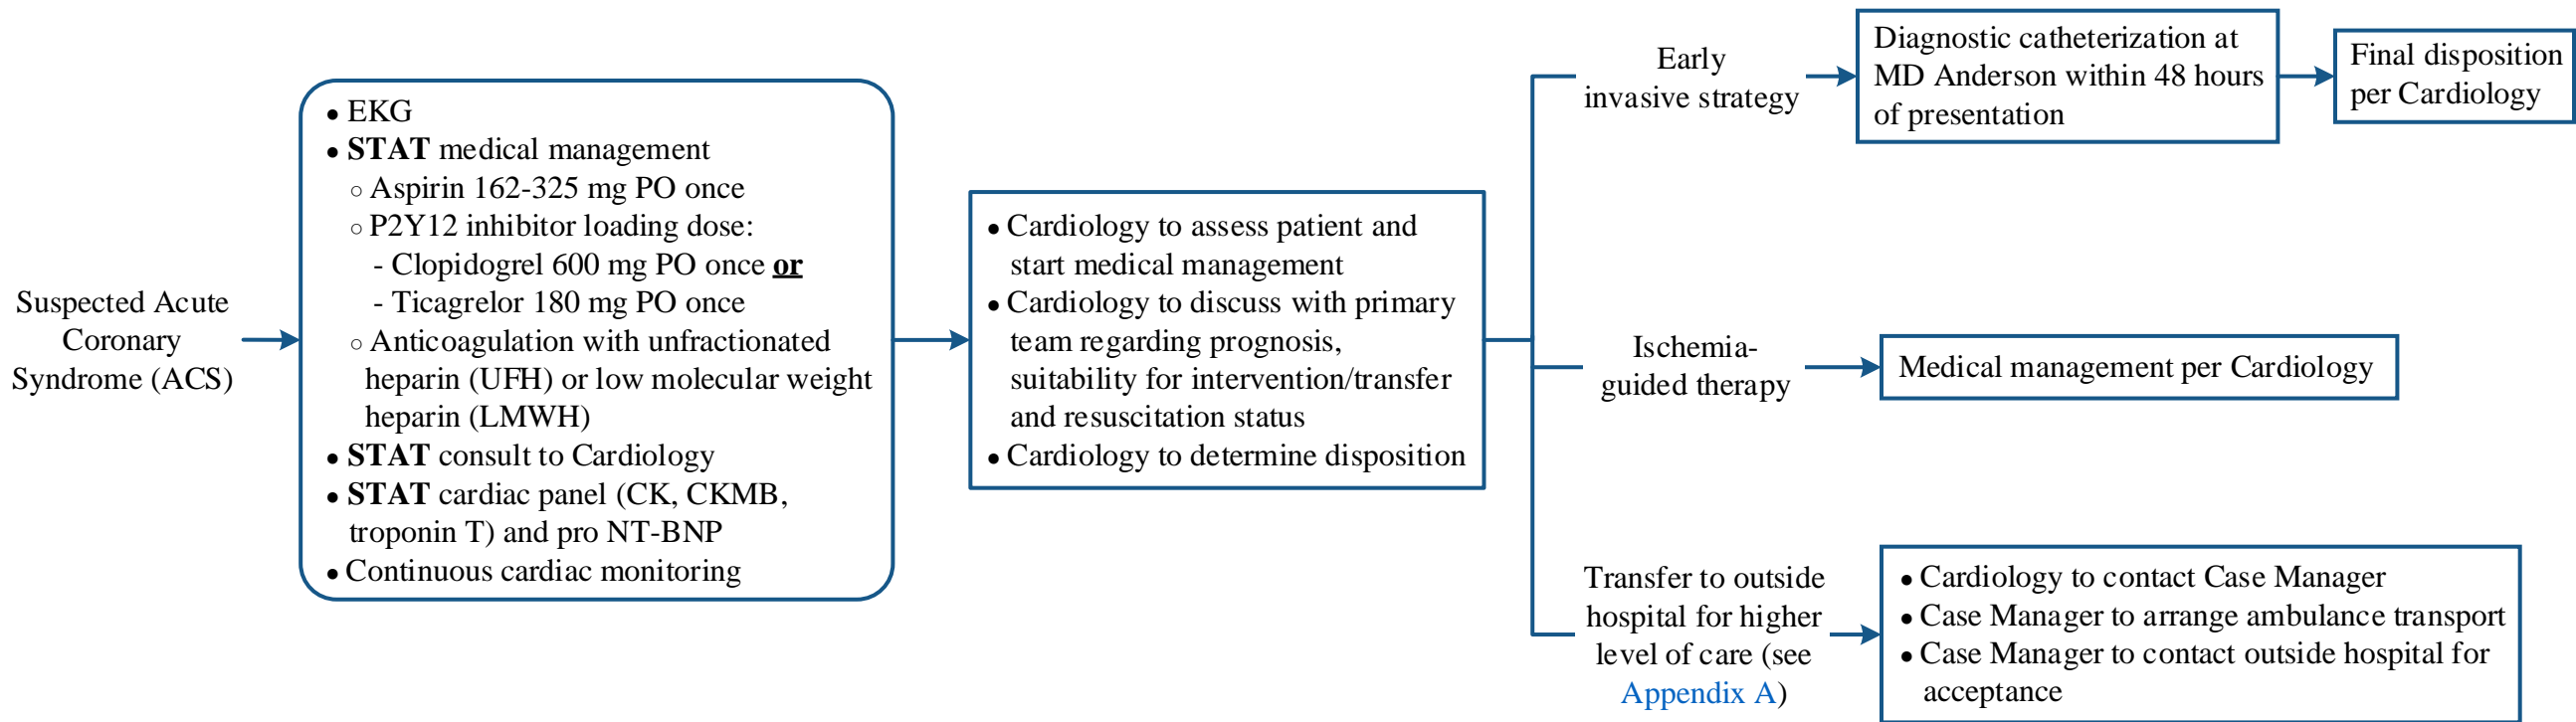 Suspected Acute
Coronary
Syndrome (ACS)
● EKG
● STAT medical management
○ Aspirin 162-325 mg PO once
○ P2Y12 inhibitor loading dose:
- Clopidogrel 600 mg PO once or
- Ticagrelor 180 mg PO once
○ Anticoagulation with unfractionated
heparin (UFH) or low molecular weight
heparin (LMWH)
● STAT consult to Cardiology
● STAT cardiac panel (CK, CKMB,
troponin T) and pro NT-BNP
● Continuous cardiac monitoring
● Cardiology to assess patient and
start medical management
● Cardiology to discuss with primary
team regarding prognosis,
suitability for intervention/transfer
and resuscitation status
● Cardiology to determine disposition
Early
invasive strategy
Diagnostic catheterization at
MD Anderson within 48 hours
of presentation
Final disposition
per Cardiology
Ischemia-
guided therapy
Medical management per Cardiology
Transfer to outside
hospital for higher
level of care (see
Appendix A)
● Cardiology to contact Case Manager
● Case Manager to arrange ambulance transport
● Case Manager to contact outside hospital for
acceptance